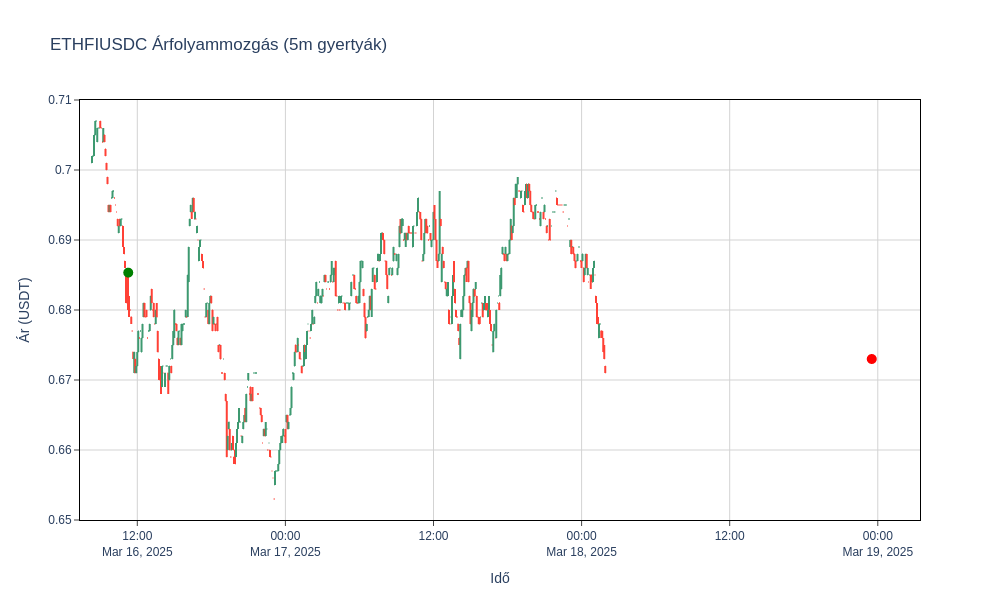 ETHFIUSDC Árfolyammozgás (5m gyertyák)
0.71
0.7
0.69
0.68
0.67
0.66
0.65
Ár (USDT)
12:00 00:00 12:00 00:00 12:00 00:00
Mar 16, 2025 Mar 17, 2025 Mar 18, 2025 Mar 19, 2025
Idő